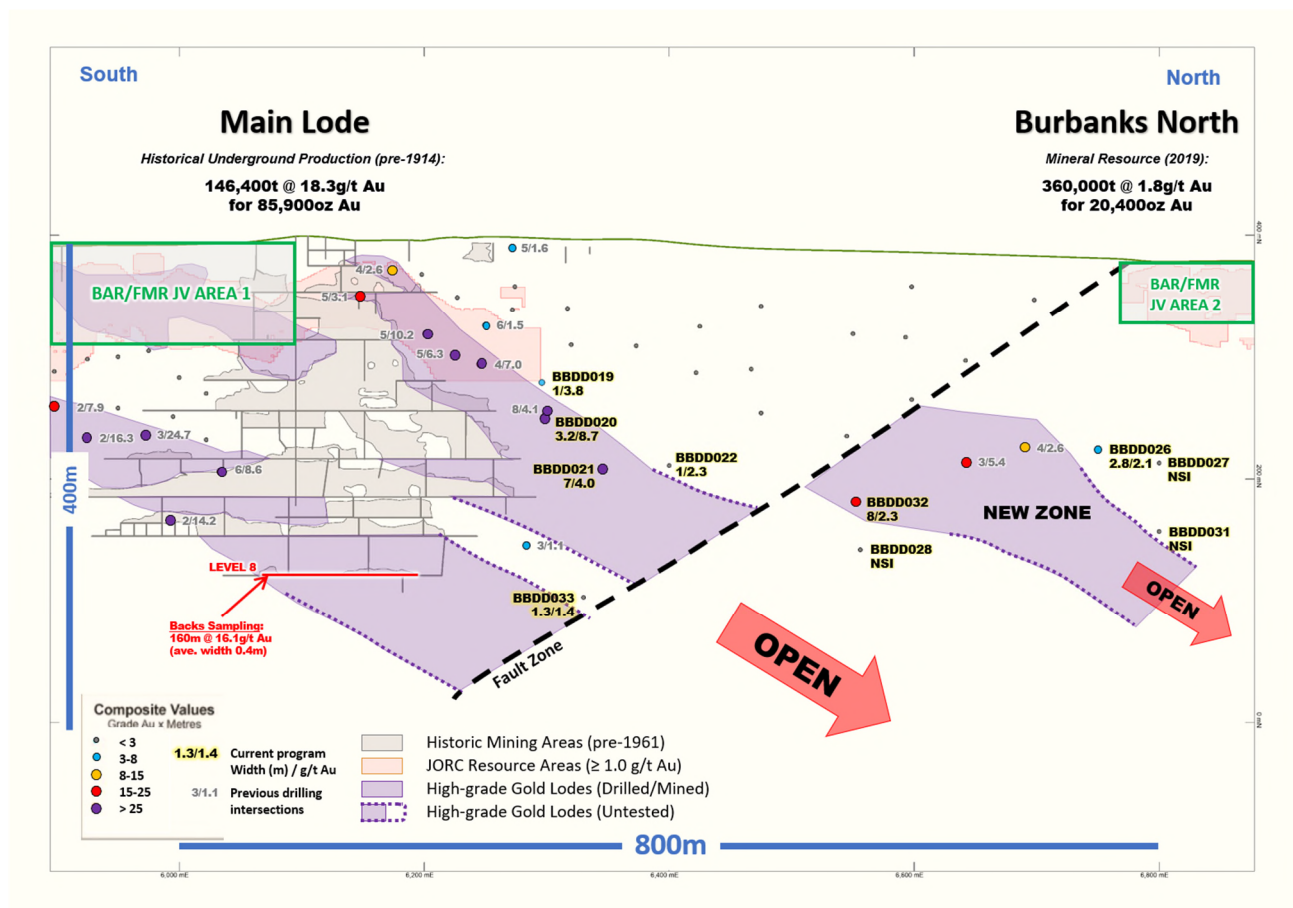 South
North
Main Lode
Burbanks North
Historical Underground Production (pre-1914):
Mineral Resource (2019):
146,400t @ 18.3g/t Au
for 85,900oz Au
360,000t @ 1.8g/t Au
for 20,400oz Au
400 mN
5/1.6
4/2.6
BAR/FMR JV AREA 1
BAR/FMR
JV AREA 2
5/3.1
6/1.5
5/10.2
5/6.3
4/7.0
BBDD019
1/3.8
2/7.9
8/4.1
BBDD020
3.2/8.7
2/16.3
3/24.7
6/8.6
BBDD021
7/4.0
BBDD022
1/2.3
4/2.6
3/5.4
BBDD026
2.8/2.1
BBDD027
NSI
400m
200 mN
2/14.2
BBDD032
8/2.3
NEW ZONE
BBDD031
NSI
3/1.1
BBDD028
NSI
LEVEL 8
BBDD033
1.3/1.4
OPEN
Backs Sampling:
160m @ 16.1g/t Au
(ave. width 0.4m)
Fault Zone
OPEN
Composite Values
Grade Au x Metres
< 3
3-8
8-15
15-25
> 25
1.3/1.4
Current program
Width (m) / g/t Au
3/1.1
Previous drilling
intersections
Historic Mining Areas (pre-1961)
JORC Resource Areas (≥ 1.0 g/t Au)
High-grade Gold Lodes (Drilled/Mined)
High-grade Gold Lodes (Untested)
0 mN
800m
6,000 mE
6,200 mE
6,400 mE
6,600 mE
6,800 mE